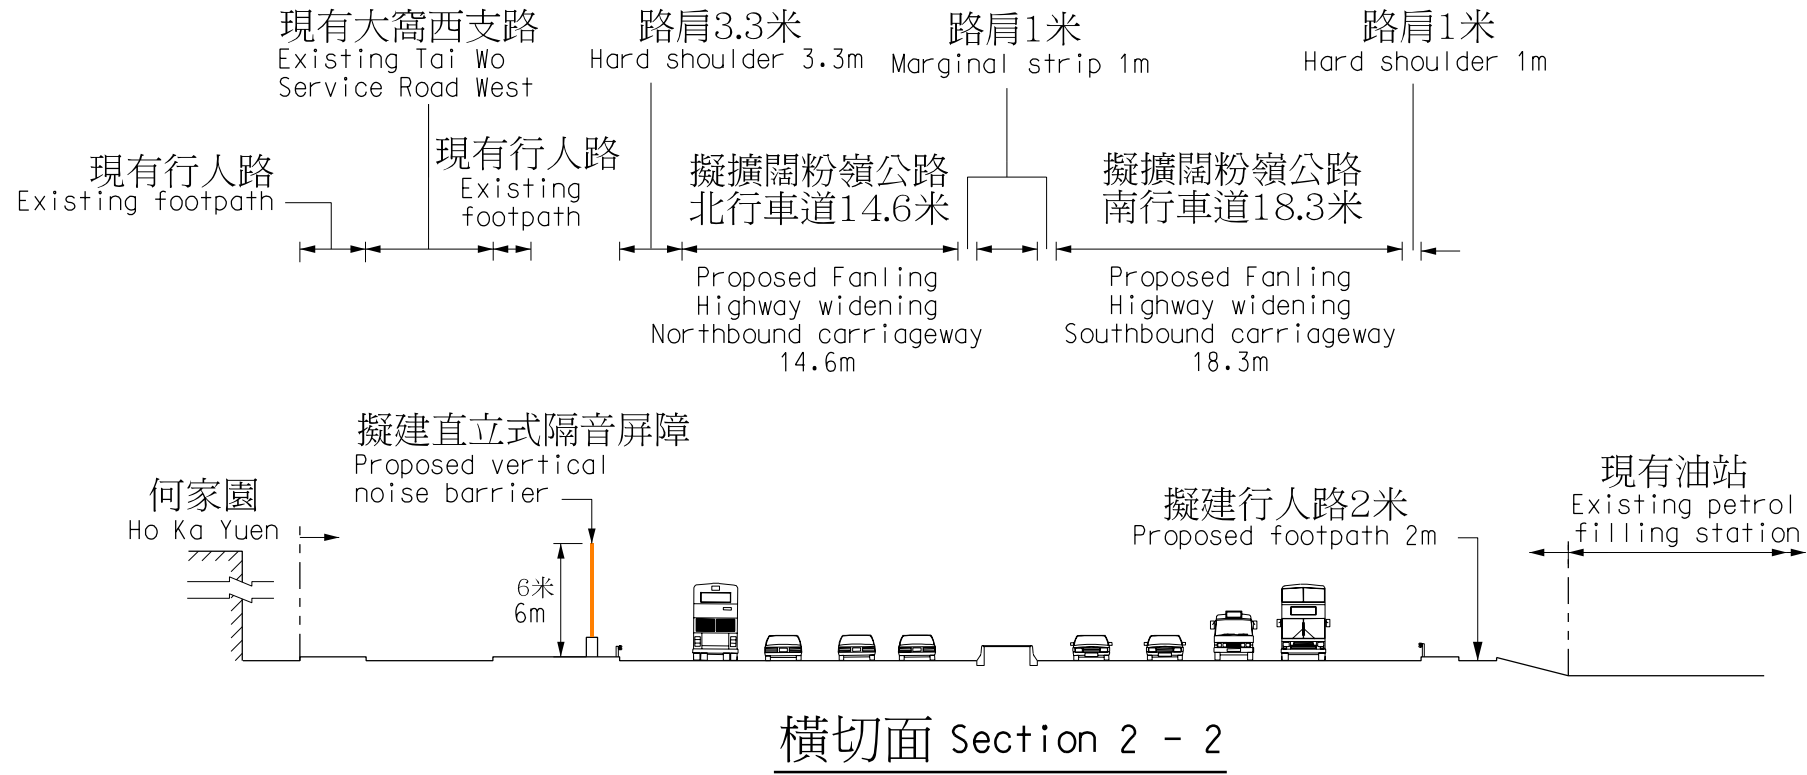 現有大窩西支路
Existing Tai Wo
Service Road West
路肩3.3米
Hard shoulder 3.3m
路肩1米
Marginal strip 1m
路肩1米
Hard shoulder 1m
現有行人路
Existing footpath
現有行人路
Existing
footpath
擬擴闊粉嶺公路
北行車道14.6米
Proposed Fanling
Highway widening
Northbound carriageway
14.6m
擬擴闊粉嶺公路
南行車道18.3米
Proposed Fanling
Highway widening
Southbound carriageway
18.3m
何家園
Ho Ka Yuen
擬建直立式隔音屏障
Proposed vertical
noise barrier
6米
6m
擬建行人路2米
Proposed footpath 2m
現有油站
Existing petrol
filling station
橫切面 Section 2 - 2